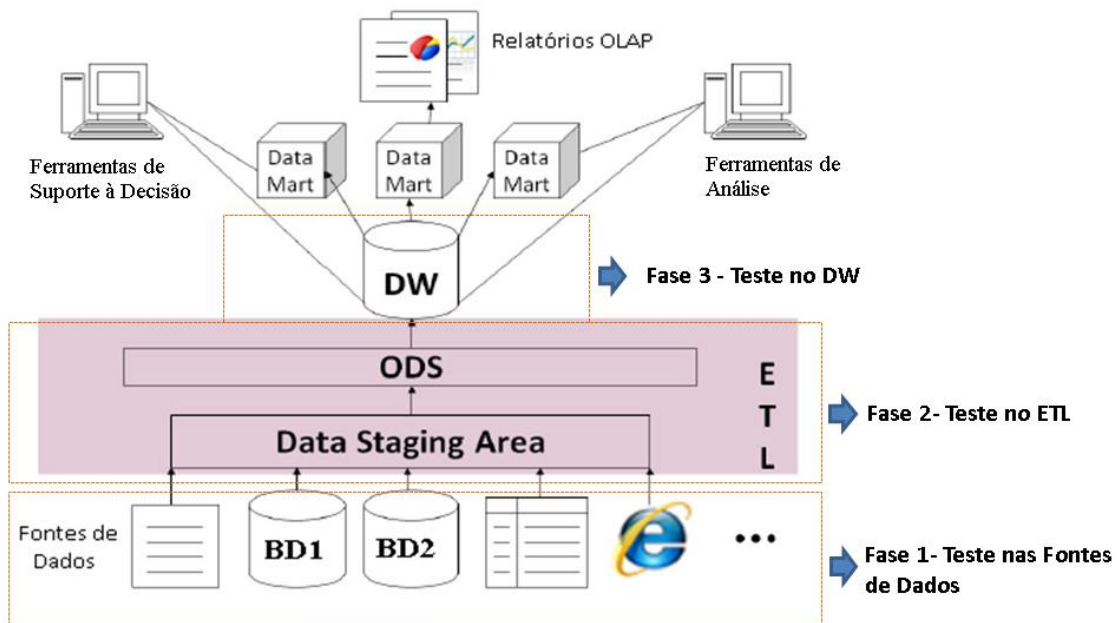 Relatórios OLAP
Ferramentas de
Suporte à Decisão
Data
Mart
Data
Mart
Data
Mart
Ferramentas de
Análise
DW
Fase 3 - Teste no DW
ODS
E
T
L
Data Staging Area
Fase 2- Teste no ETL
Fontes de
Dados
BD1
BD2
e
...
Fase 1- Teste nas Fontes
de Dados